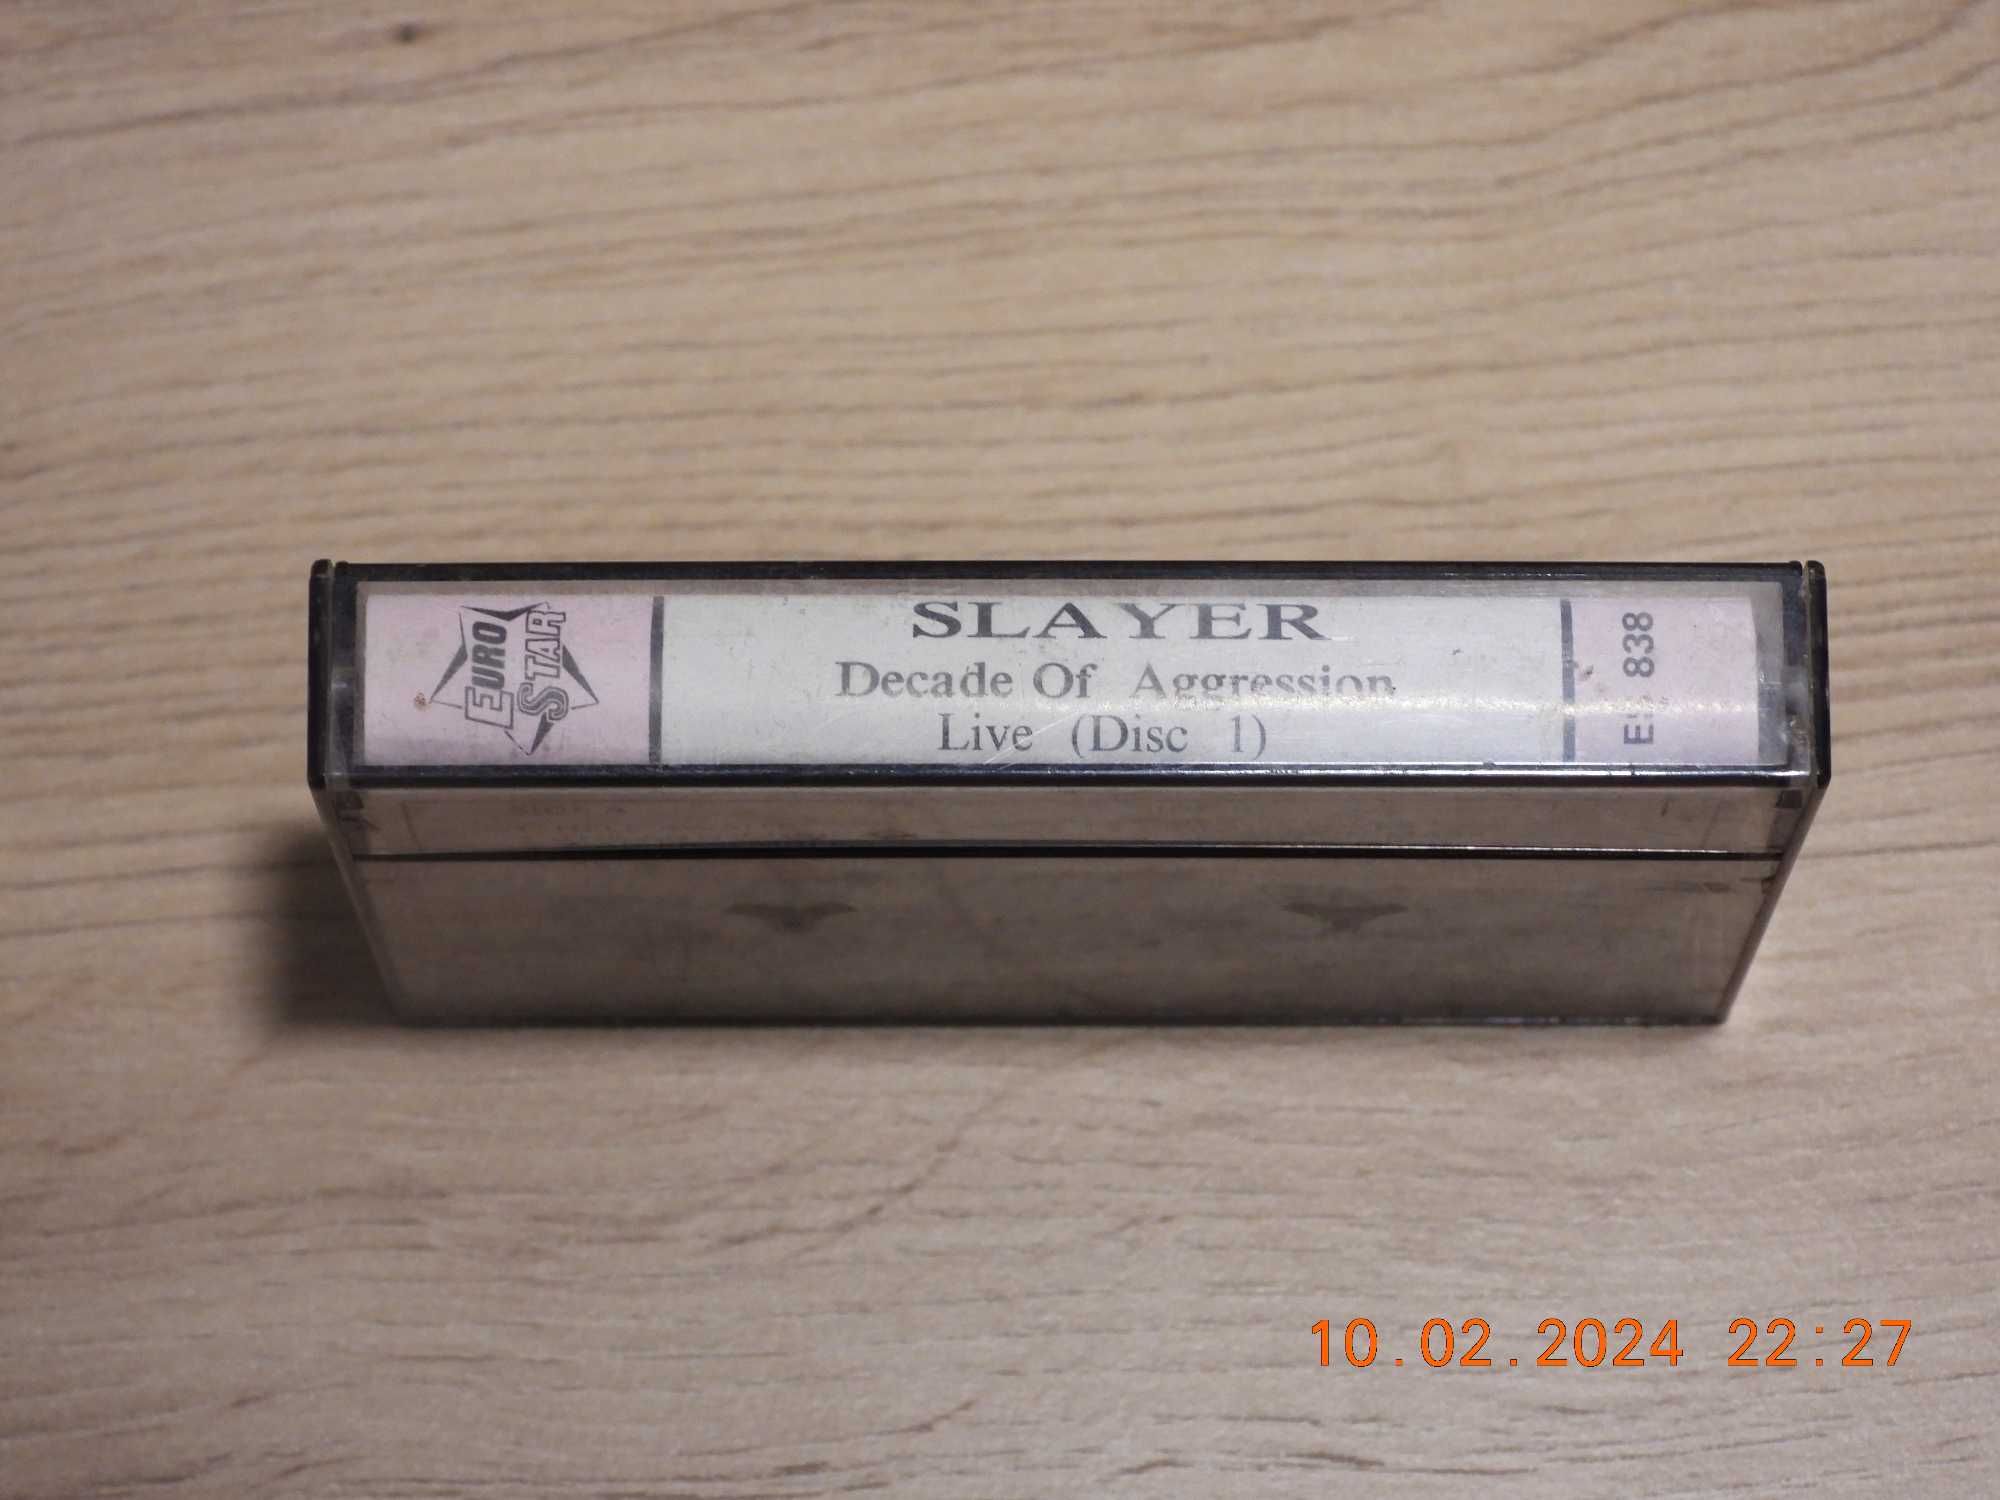 EURO
STAR
SLAYER
Decade Of Aggression
Live (Disc 1)
838
10.02.2024 22:27